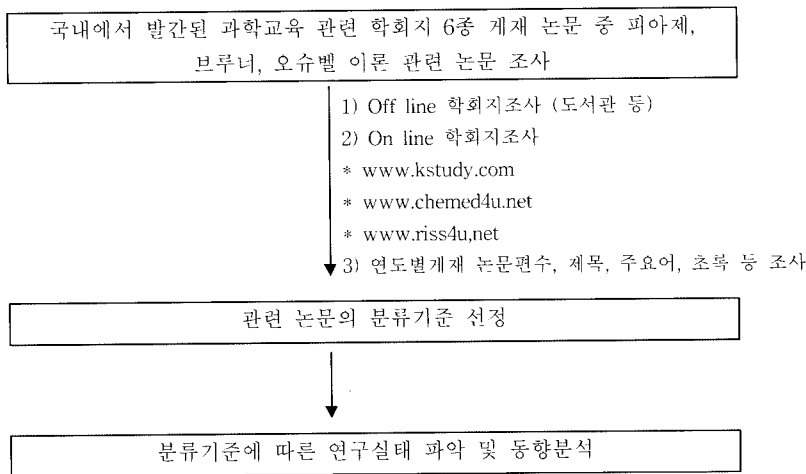 국내에서 발간된 과학교육 관련 학회지 6종 게재 논문 중 피아제,
브루너, 오슈벨 이론 관련 논문 조사
1) Off line 학회지조사 (도서관 등)
2) On line 학회지조사
* www.kstudy.com
* www.chemed4u.net
* www.riss4u,net
3) 연도별게재 논문편수, 제목, 주요어, 초록 등 조사
관련 논문의 분류기준 선정
분류기준에 따른 연구실태 파악 및 동향분석